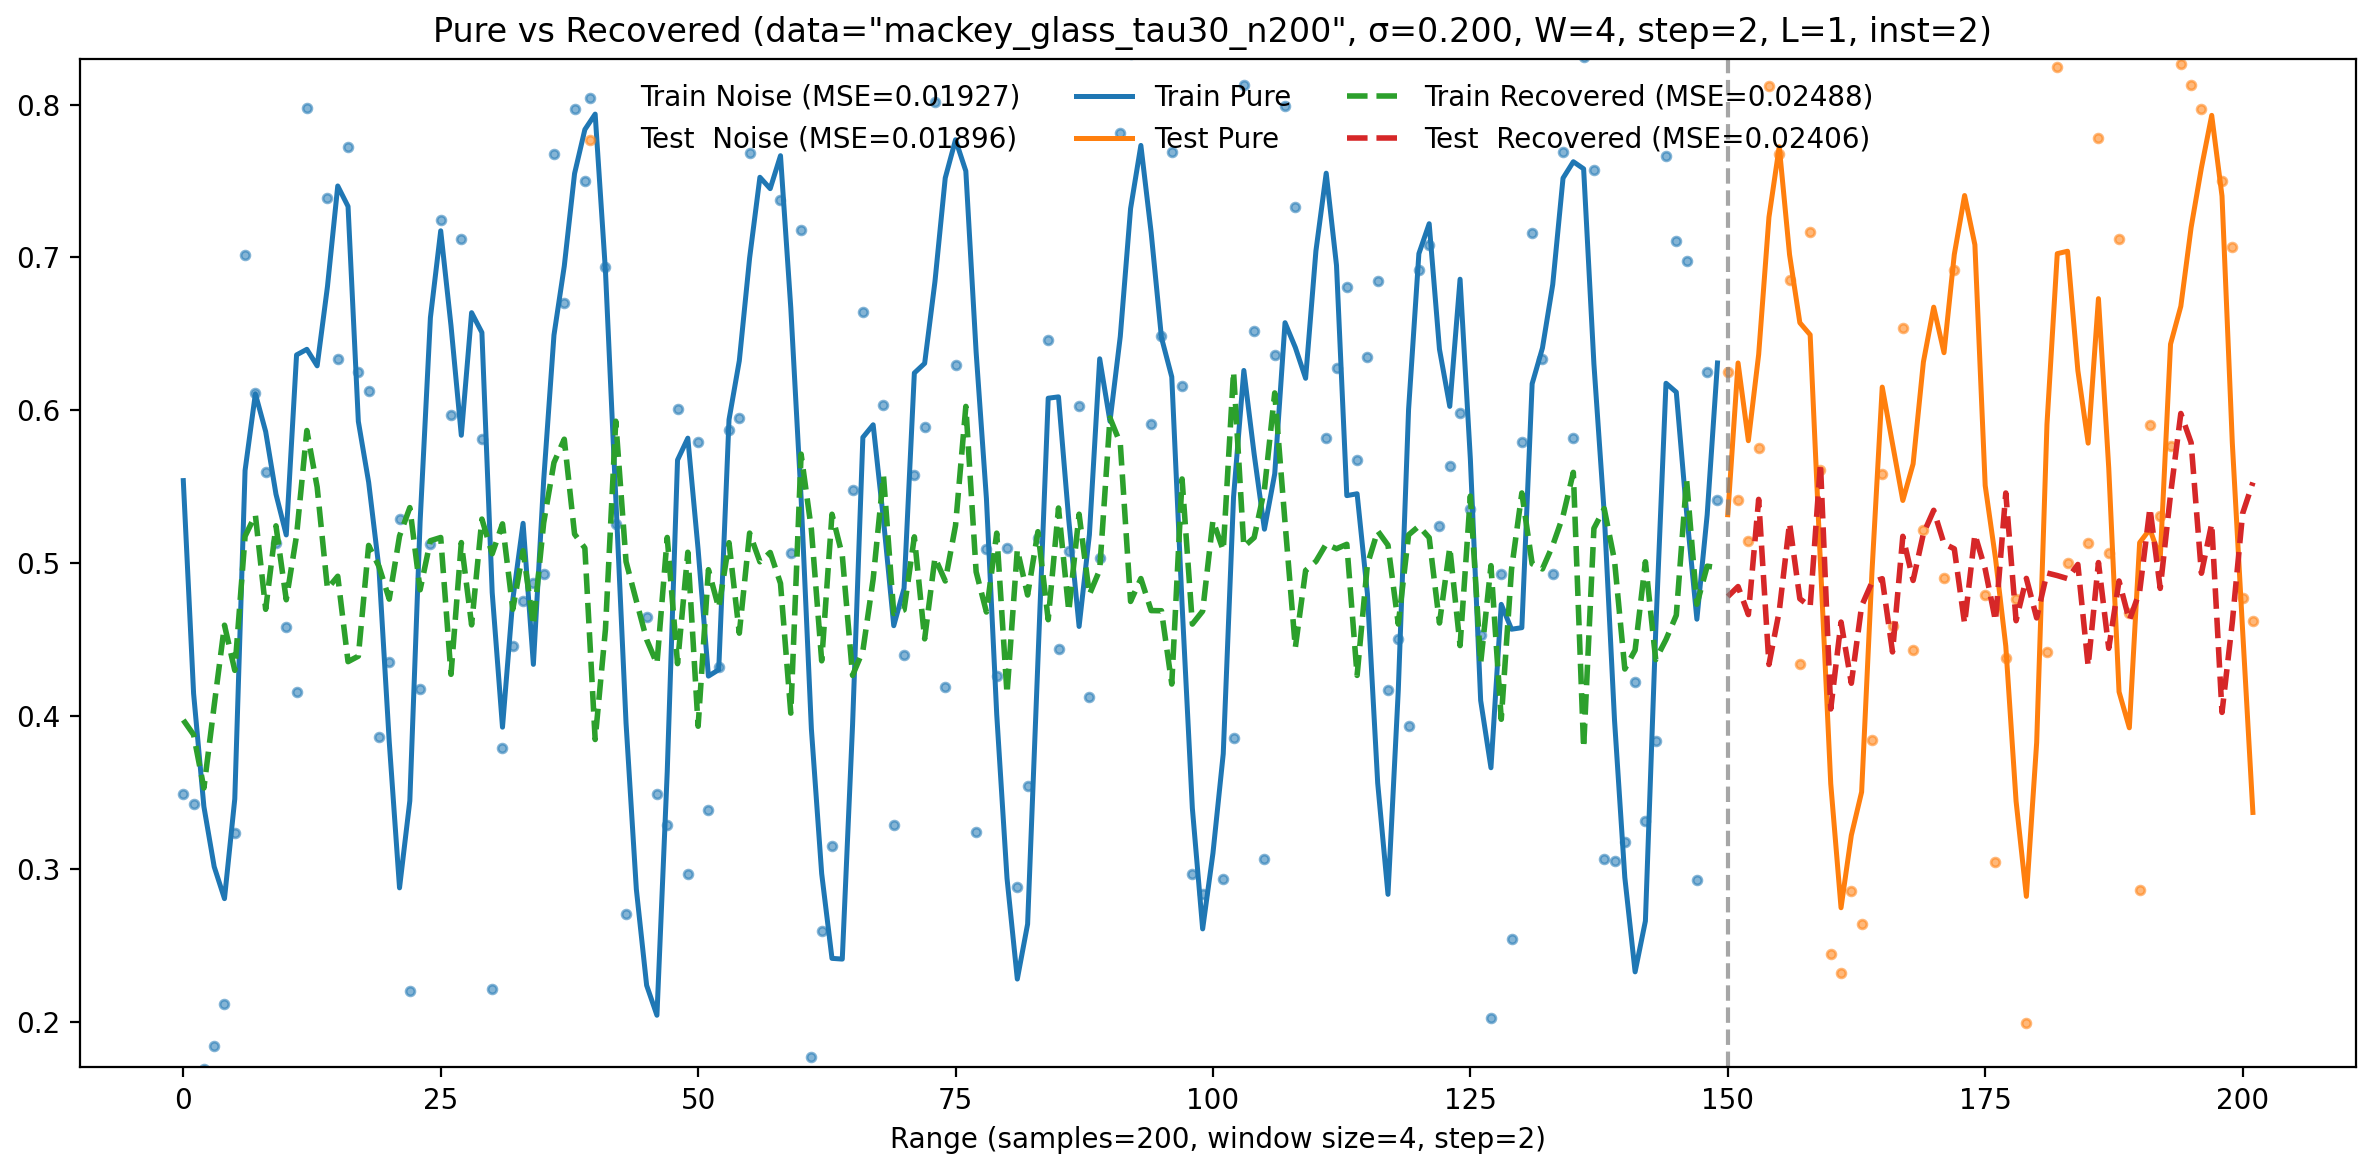 Pure vs Recovered (data="mackey_glass_tau30_n200", σ=0.200, W=4, step=2, L=1, inst=2)
Train Noise (MSE=0.01927) Train Pure Train Recovered (MSE=0.02488)
Test  Noise (MSE=0.01896) Test Pure Test  Recovered (MSE=0.02406)
0.8
0.7
0.6
0.5
0.4
0.3
0.2
0 25 50 75 100 125 150 175 200
Range (samples=200, window size=4, step=2)